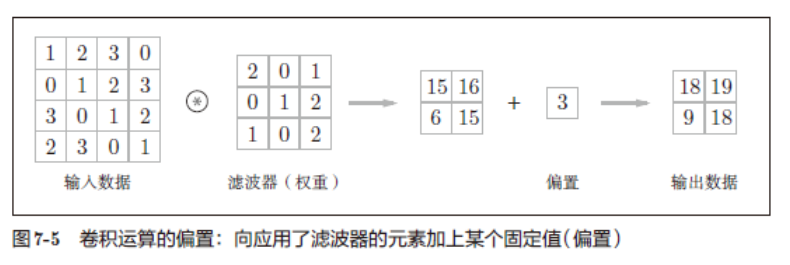 1 2 3 0
0 1 2 3
3 0 1 2
2 3 0 1
输入数据
⊛
2 0 1
0 1 2
1 0 2
滤波器（权重）
15 16
6 15
+
3
偏置
18 19
9 18
输出数据
图7-5 卷积运算的偏置：向应用了滤波器的元素加上某个固定值（偏置）